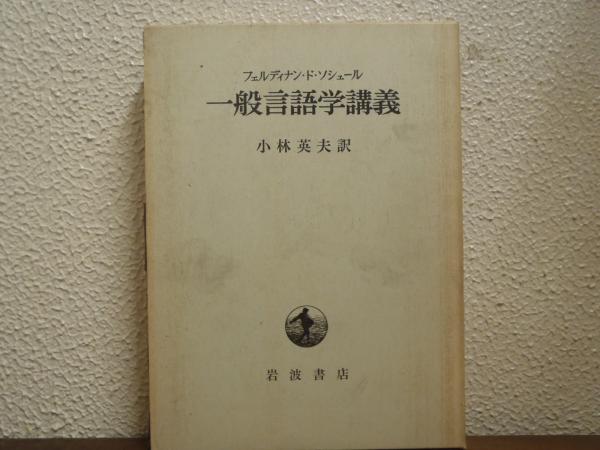 フェルディナン・ド・ソシュール
一般言語学講義
小林英夫訳
岩波書店